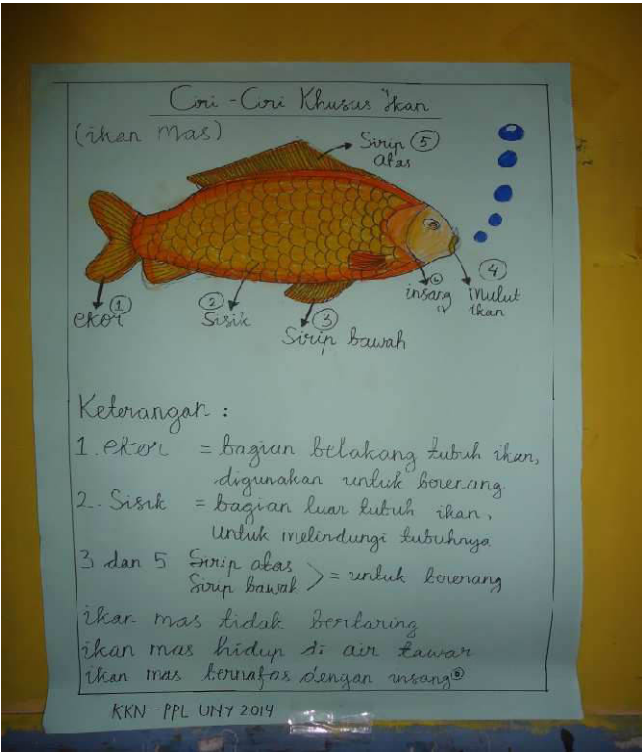 Ciri-Ciri Khusus Ikan
(ikan mas)
Sirip atas 5
ekor 1
2 Sisik
3 Sirip bawah
insang 6
4 mulut ikan
Keterangan :
1. ekor = bagian belakang tubuh ikan,
digunakan untuk berenang
2. Sisik = bagian luar tubuh ikan,
Untuk melindungi tubuhnya
3 dan 5 Sirip atas
Sirip bawah = untuk berenang
ikan mas tidak bertaring
ikan mas hidup di air tawar
ikan mas bernafas dengan insang
KKN PPL UNY 2014